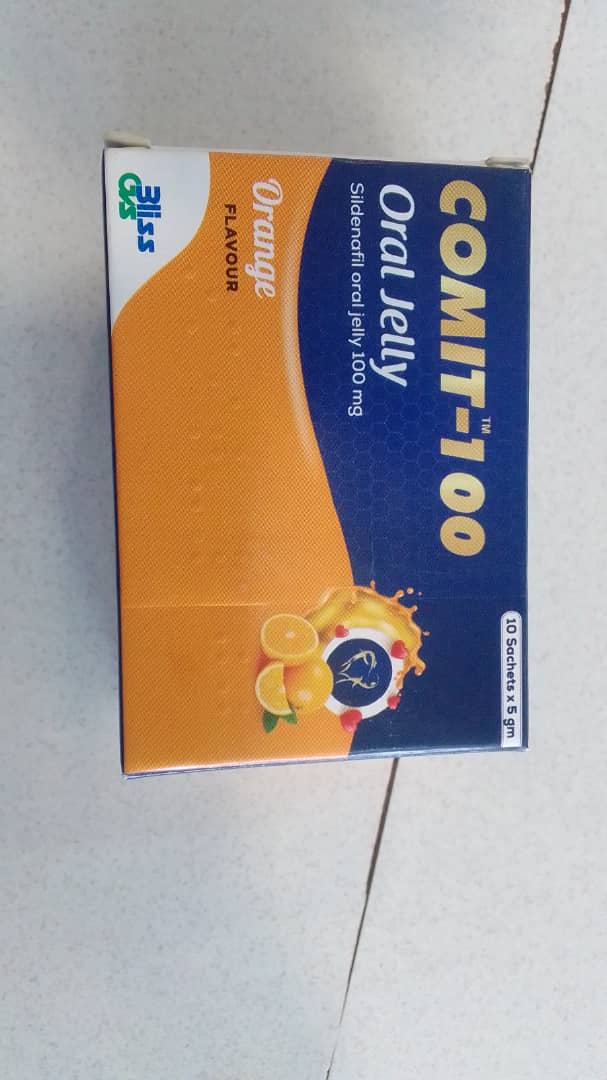 COMIT-100
TM
Oral Jelly
Sildenafil oral jelly 100 mg
Orange
FLAVOUR
10 Sachets x 5 gm
Bliss
GVS